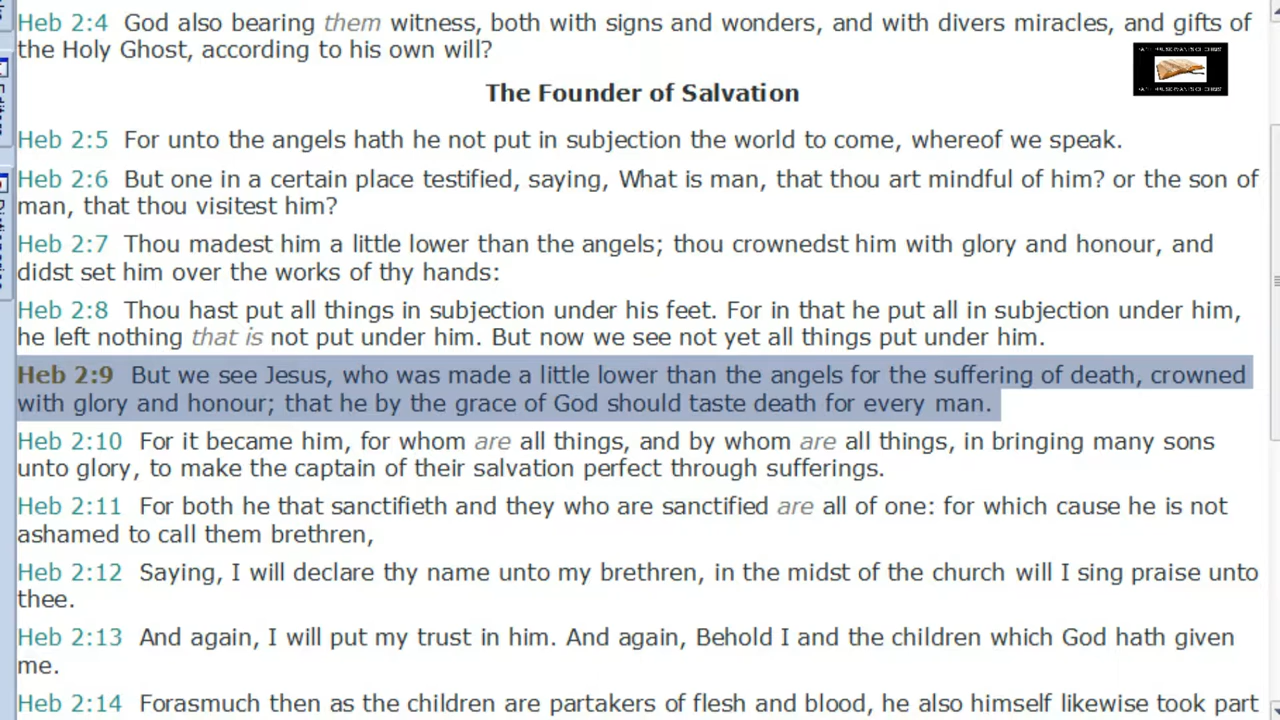 Heb 2:4 God also bearing them witness, both with signs and wonders, and with divers miracles, and gifts of
the Holy Ghost, according to his own will?
The Founder of Salvation
Heb 2:5 For unto the angels hath he not put in subjection the world to come, whereof we speak.
Heb 2:6 But one in a certain place testified, saying, What is man, that thou art mindful of him? or the son of
man, that thou visitest him?
Heb 2:7 Thou madest him a little lower than the angels; thou crownedst him with glory and honour, and
didst set him over the works of thy hands:
Heb 2:8 Thou hast put all things in subjection under his feet. For in that he put all in subjection under him,
he left nothing that is not put under him. But now we see not yet all things put under him.
Heb 2:9 But we see Jesus, who was made a little lower than the angels for the suffering of death, crowned
with glory and honour; that he by the grace of God should taste death for every man.
Heb 2:10 For it became him, for whom are all things, and by whom are all things, in bringing many sons
unto glory, to make the captain of their salvation perfect through sufferings.
Heb 2:11 For both he that sanctifieth and they who are sanctified are all of one: for which cause he is not
ashamed to call them brethren,
Heb 2:12 Saying, I will declare thy name unto my brethren, in the midst of the church will I sing praise unto
thee.
Heb 2:13 And again, I will put my trust in him. And again, Behold I and the children which God hath given
me.
Heb 2:14 Forasmuch then as the children are partakers of flesh and blood, he also himself likewise took part